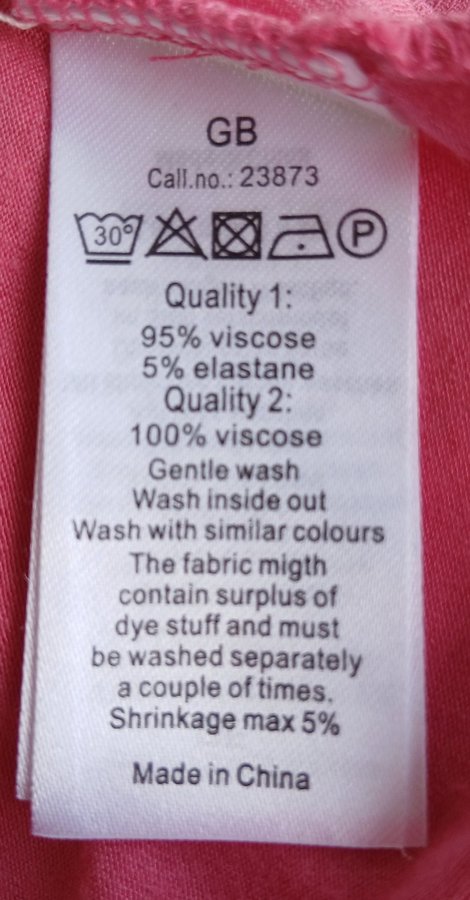 GB
Call.no.: 23873
30° P
Quality 1:
95% viscose
5% elastane
Quality 2:
100% viscose
Gentle wash
Wash inside out
Wash with similar colours
The fabric migth
contain surplus of
dye stuff and must
be washed separately
a couple of times.
Shrinkage max 5%
Made in China